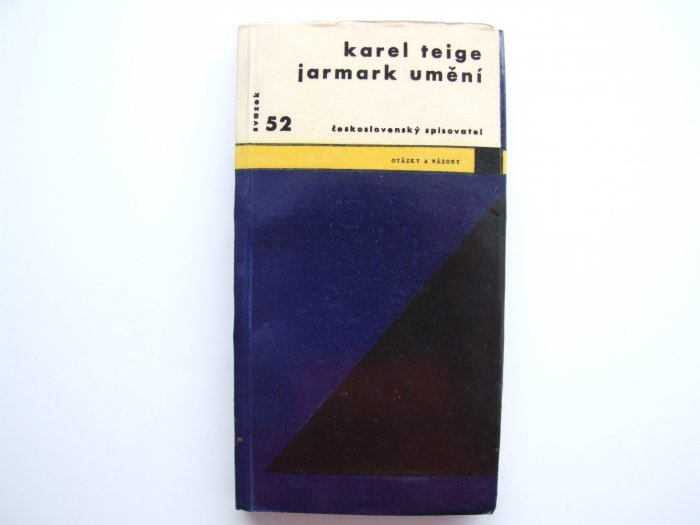 karel teige
jarmark umění
svazek
52
československý spisovatel
OTÁZKY A NÁZORY